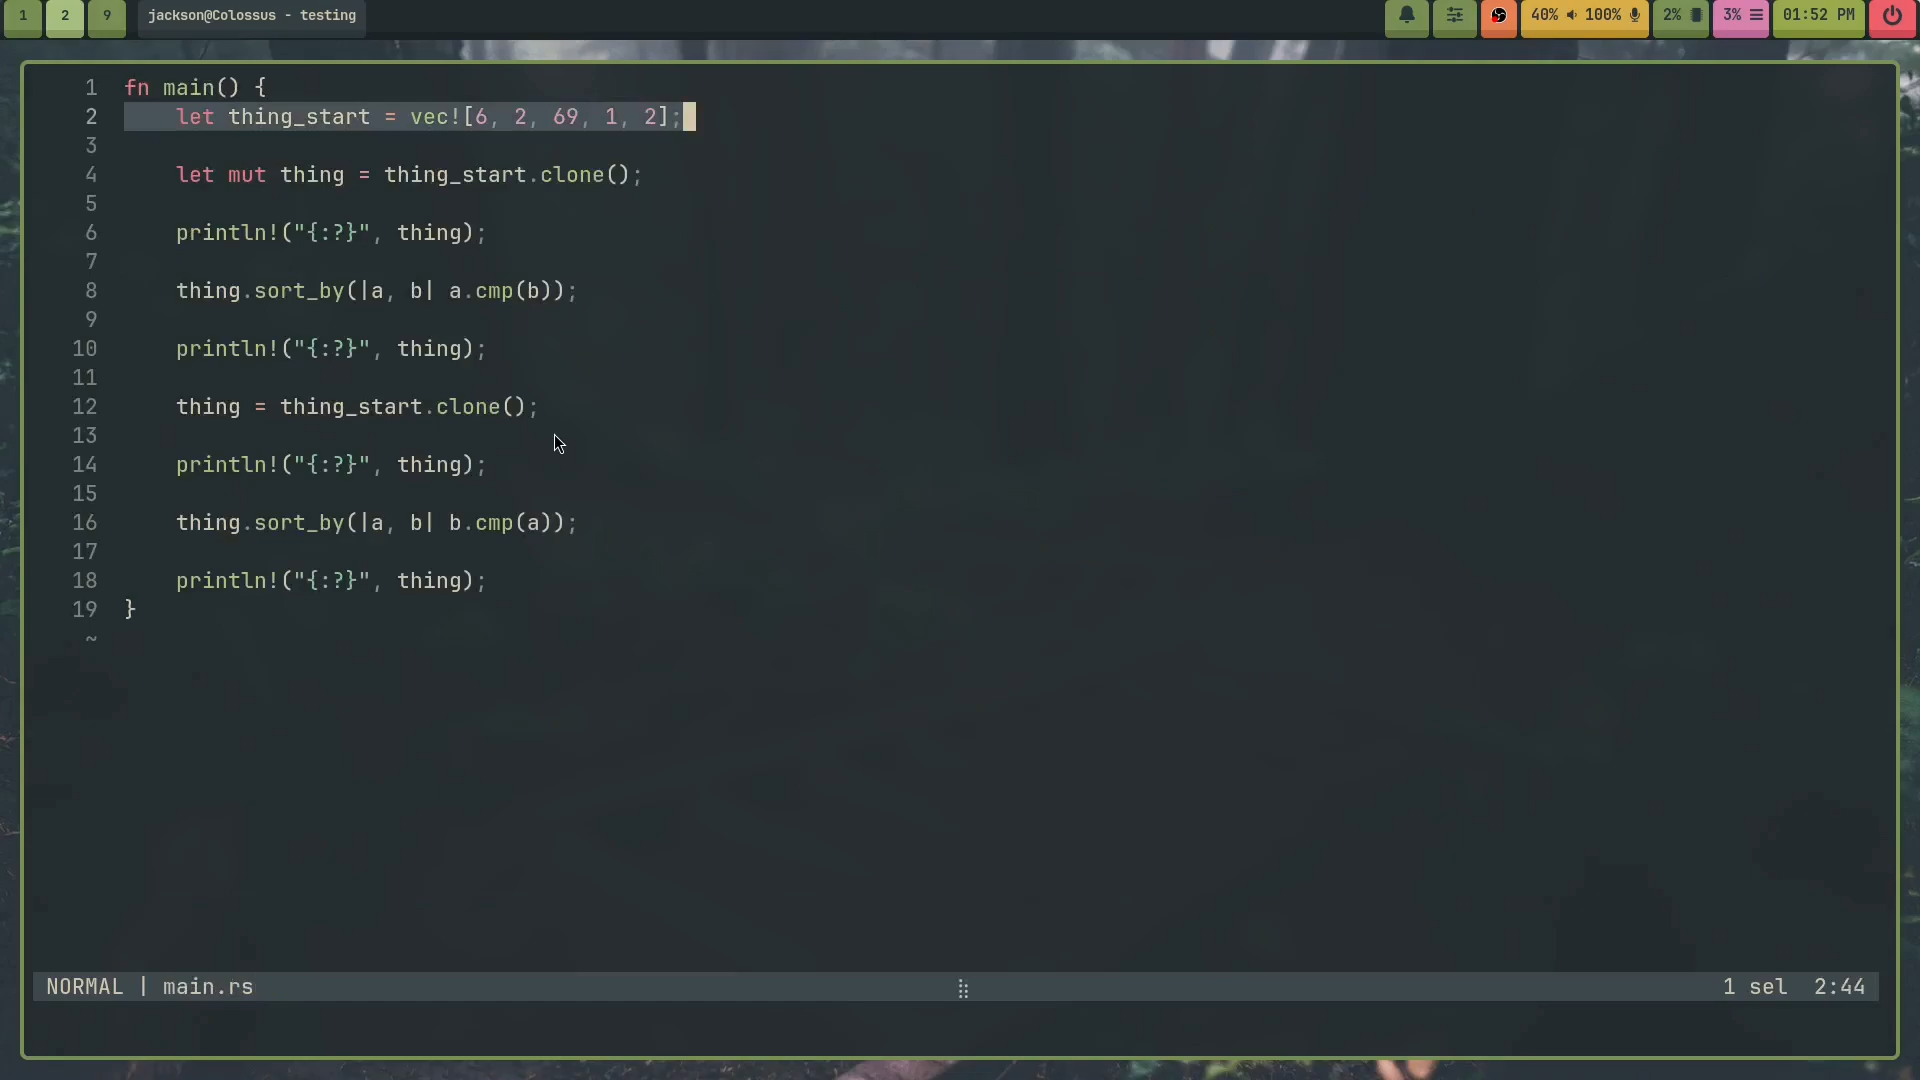 1 2 9 jackson@Colossus - testing 40% 100% 2% 3% 01:52 PM
1 fn main() {
2 let thing_start = vec![6, 2, 69, 1, 2];
3
4 let mut thing = thing_start.clone();
5
6 println!("{:?}", thing);
7
8 thing.sort_by(|a, b| a.cmp(b));
9
10 println!("{:?}", thing);
11
12 thing = thing_start.clone();
13
14 println!("{:?}", thing);
15
16 thing.sort_by(|a, b| b.cmp(a));
17
18 println!("{:?}", thing);
19 }
~
NORMAL | main.rs 1 sel 2:44